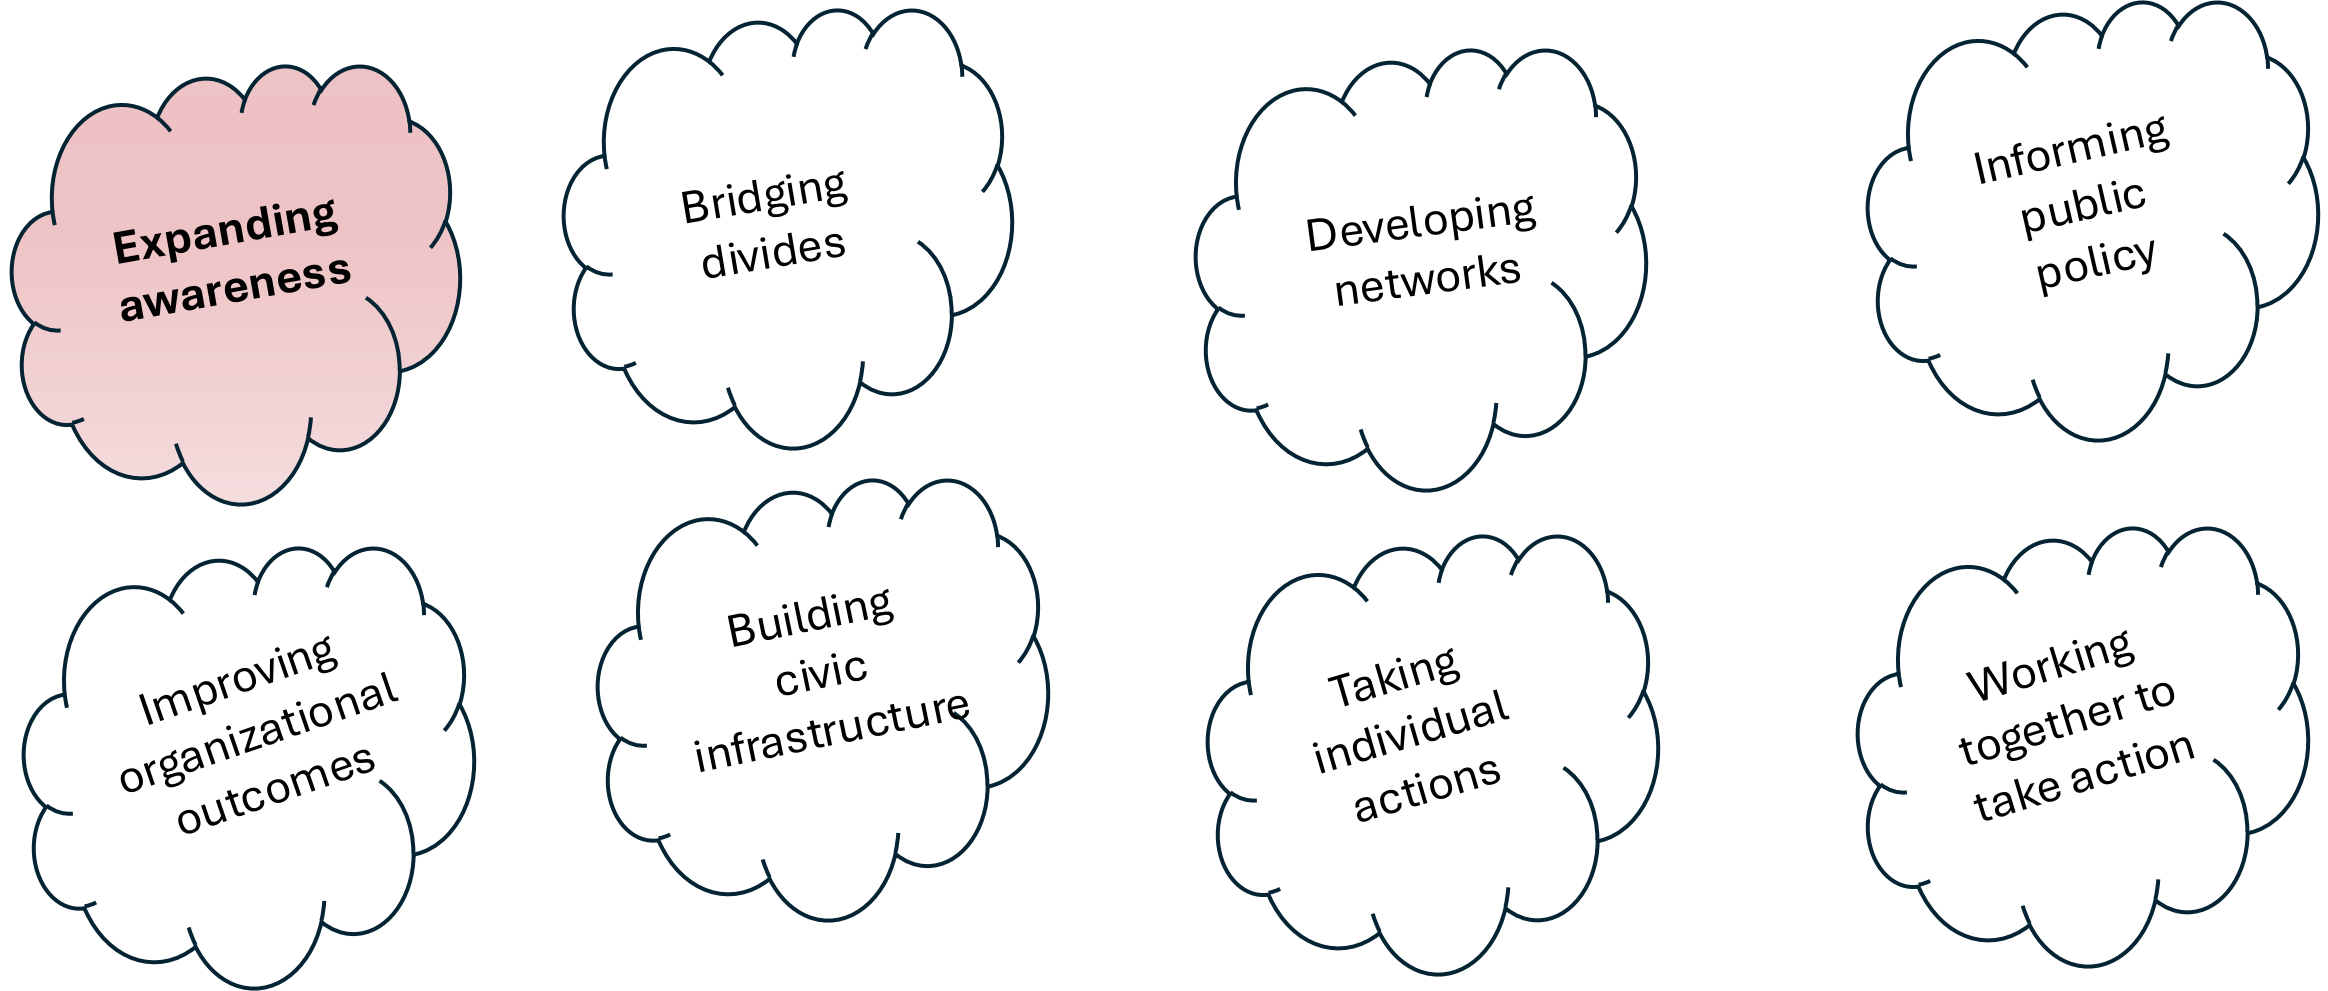 Expanding
awareness
Bridging
divides
Developing
networks
Informing
public
policy
Improving
organizational
outcomes
Building
civic
infrastructure
Taking
individual
actions
Working
together to
take action